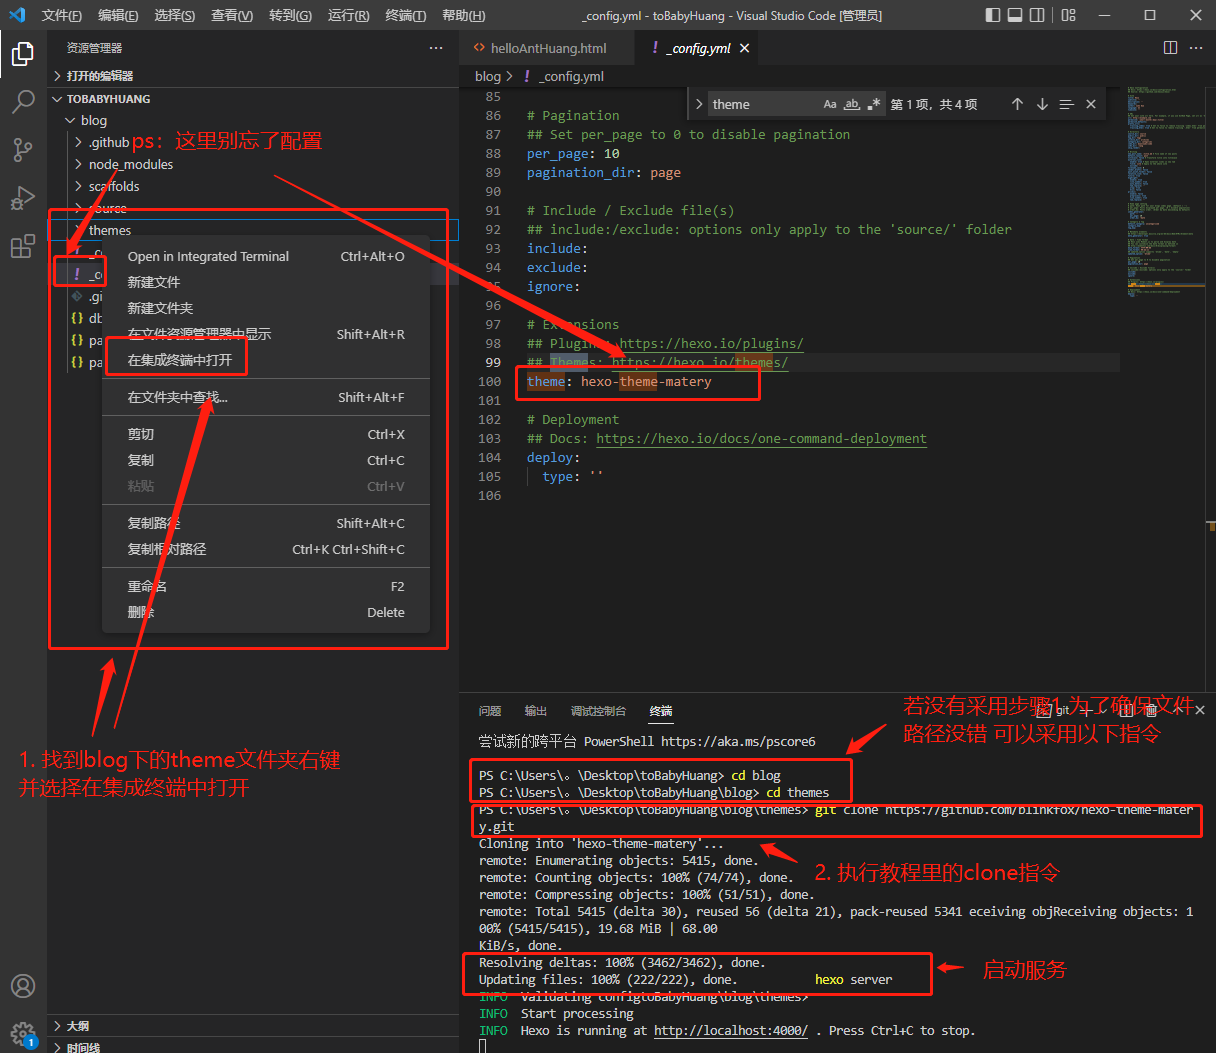 文件(F) 编辑(E) 选择(S) 查看(V) 转到(G) 运行(R) 终端(T) 帮助(H) _config.yml - toBabyHuang - Visual Studio Code [管理员]
资源管理器 ···
打开的编辑器
TOBABYHUANG
blog
.github
ps：这里别忘了配置
node_modules
scaffolds
source
themes
_c
! _co
.gi
{} db
{} pa
{} pa
Open in Integrated Terminal Ctrl+Alt+O
新建文件
新建文件夹
在文件资源管理器中显示 Shift+Alt+R
在集成终端中打开
在文件夹中查找... Shift+Alt+F
剪切 Ctrl+X
复制 Ctrl+C
粘贴 Ctrl+V
复制路径 Shift+Alt+C
复制相对路径 Ctrl+K Ctrl+Shift+C
重命名 F2
删除 Delete
1. 找到blog下的theme文件夹右键
并选择在集成终端中打开
大纲
时间线
1
<> helloAntHuang.html ! _config.yml
blog > ! _config.yml
theme Aa ab .* 第 1 项，共 4 项
85
86 # Pagination
87 ## Set per_page to 0 to disable pagination
88 per_page: 10
89 pagination_dir: page
90
91 # Include / Exclude file(s)
92 ## include:/exclude: options only apply to the 'source/' folder
93 include:
94 exclude:
95 ignore:
96
97 # Extensions
98 ## Plugins: https://hexo.io/plugins/
99 ## Themes: https://hexo.io/themes/
100 theme: hexo-theme-matery
101
102 # Deployment
103 ## Docs: https://hexo.io/docs/one-command-deployment
104 deploy:
105 type: ''
106
问题 输出 调试控制台 终端 git
若没有采用步骤1 为了确保文件
路径没错 可以采用以下指令
尝试新的跨平台 PowerShell https://aka.ms/pscore6
PS C:\Users\。\Desktop\toBabyHuang> cd blog
PS C:\Users\。\Desktop\toBabyHuang\blog> cd themes
PS C:\Users\。\Desktop\toBabyHuang\blog\themes> git clone https://github.com/blinkfox/hexo-theme-mater
y.git
Cloning into 'hexo-theme-matery'...
remote: Enumerating objects: 5415, done.
remote: Counting objects: 100% (74/74), done.
2. 执行教程里的clone指令
remote: Compressing objects: 100% (51/51), done.
remote: Total 5415 (delta 30), reused 56 (delta 21), pack-reused 5341 eceiving objReceiving objects: 1
00% (5415/5415), 19.68 MiB | 68.00
KiB/s, done.
Resolving deltas: 100% (3462/3462), done.
启动服务
Updating files: 100% (222/222), done. hexo server
INFO Validating configtoBabyHuang\blog\themes>
INFO Start processing
INFO Hexo is running at http://localhost:4000/ . Press Ctrl+C to stop.